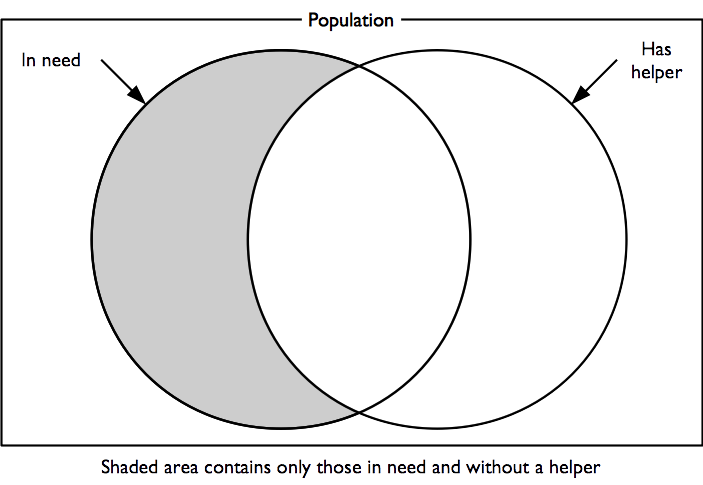 Population
In need
Has
helper
Shaded area contains only those in need and without a helper